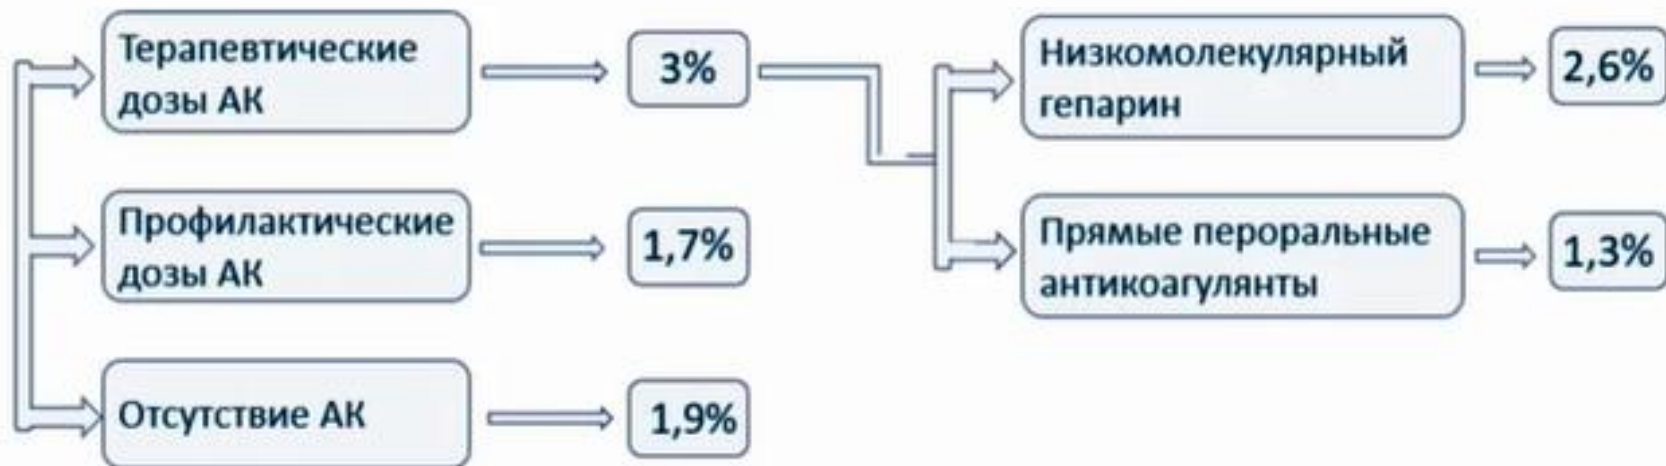 Терапевтические
дозы АК
3%
Низкомолекулярный
гепарин
2,6%
Профилактические
дозы АК
1,7%
Прямые пероральные
антикоагулянты
1,3%
Отсутствие АК
1,9%